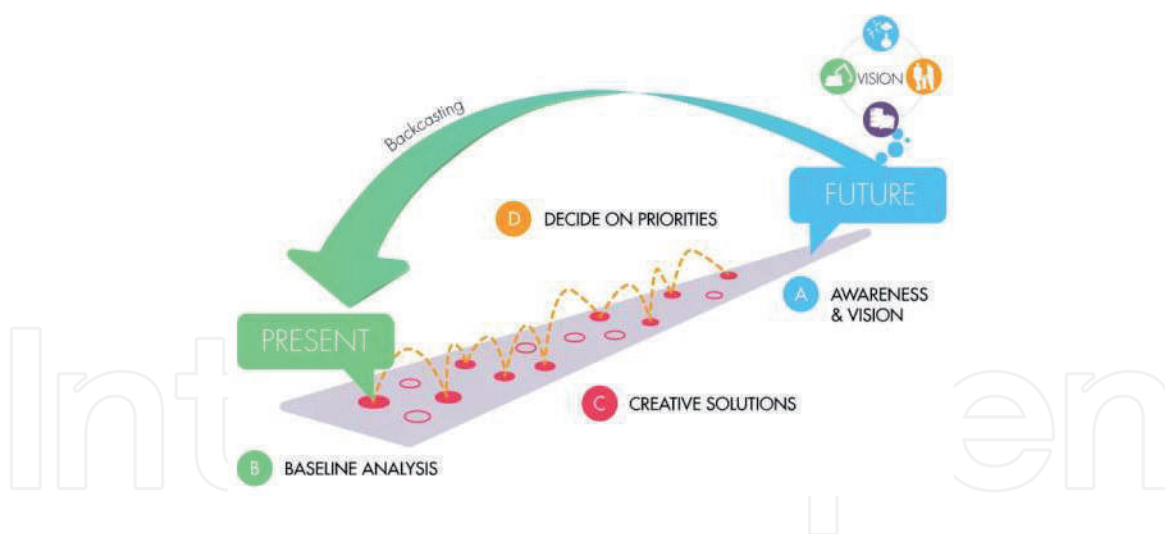 VISION
Backcasting
FUTURE
D DECIDE ON PRIORITIES
A AWARENESS
& VISION
PRESENT
C CREATIVE SOLUTIONS
B BASELINE ANALYSIS